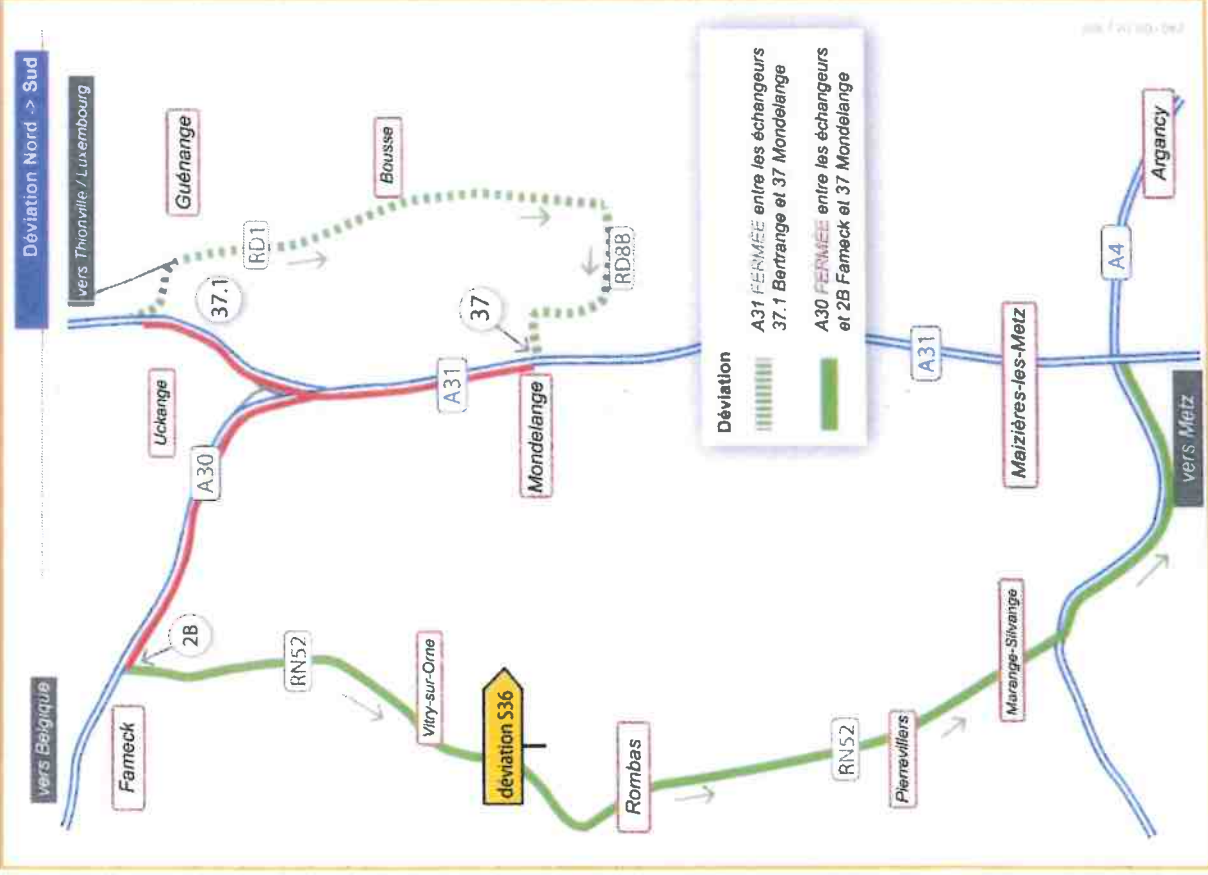 Déviation Nord -> Sud
vers Thionville / Luxembourg
vers Belgique
Guénange
Uckange
Fameck
37.1
RD1
Bousse
A30
2B
RN52
Vitry-sur-Orne
A31
37
RD8B
Mondelange
déviation S36
Rombas
Déviation
A31 FERMÉE entre les échangeurs
37.1 Bertrange et 37 Mondelange
A30 FERMÉE entre les échangeurs
et 2B Fameck et 37 Mondelange
RN52
Pierrevillers
A31
Maizières-les-Metz
Marange-Silvange
A4
Argancy
vers Metz